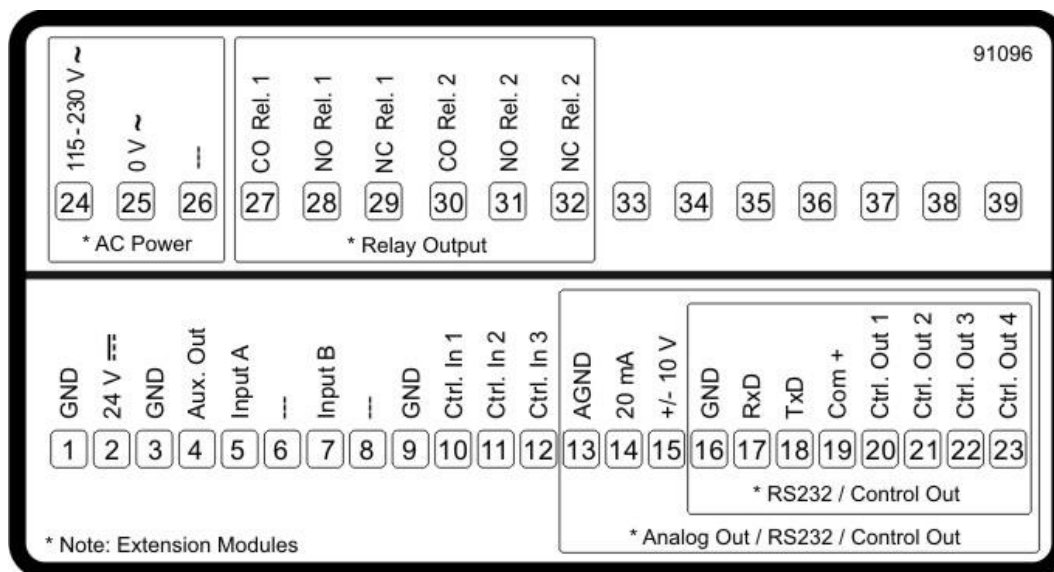 91096
115-230 V ~
0 V ~
---
CO Rel. 1
NO Rel. 1
NC Rel. 1
CO Rel. 2
NO Rel. 2
NC Rel. 2
24 25 26 27 28 29 30 31 32 33 34 35 36 37 38 39
* AC Power
* Relay Output
GND
24 V ⎓
GND
Aux. Out
Input A
---
Input B
---
GND
Ctrl. In 1
Ctrl. In 2
Ctrl. In 3
AGND
20 mA
+/- 10 V
GND
RxD
TxD
Com +
Ctrl. Out 1
Ctrl. Out 2
Ctrl. Out 3
Ctrl. Out 4
1 2 3 4 5 6 7 8 9 10 11 12 13 14 15 16 17 18 19 20 21 22 23
* RS232 / Control Out
* Analog Out / RS232 / Control Out
* Note: Extension Modules